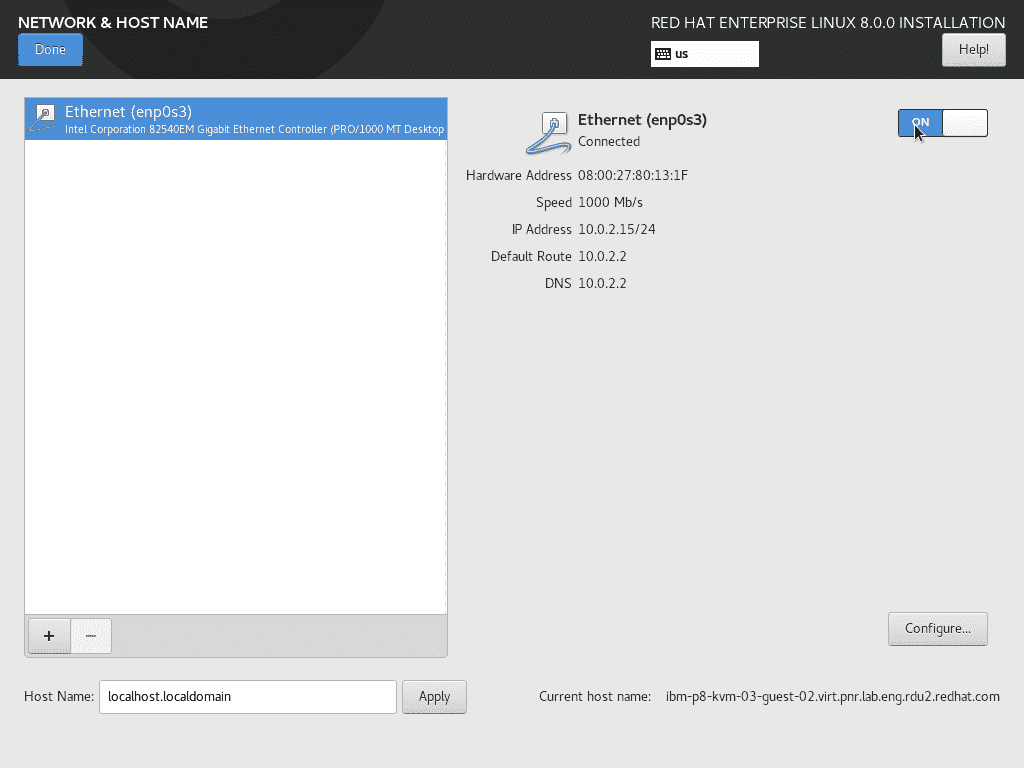 NETWORK & HOST NAME
RED HAT ENTERPRISE LINUX 8.0.0 INSTALLATION
Done
us
Help!
Ethernet (enp0s3)
Intel Corporation 82540EM Gigabit Ethernet Controller (PRO/1000 MT Desktop
Ethernet (enp0s3)
Connected
ON
Hardware Address 08:00:27:80:13:1F
Speed 1000 Mb/s
IP Address 10.0.2.15/24
Default Route 10.0.2.2
DNS 10.0.2.2
+ −
Configure...
Host Name: localhost.localdomain Apply
Current host name: ibm-p8-kvm-03-guest-02.virt.pnr.lab.eng.rdu2.redhat.com